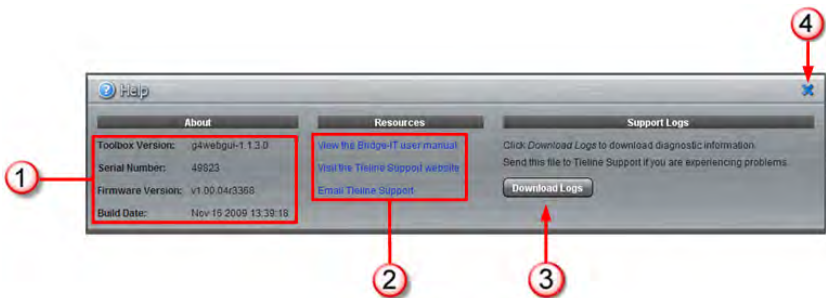 4
Help
About
Toolbox Version: g4webgui-1.1.3.0
Serial Number: 49823
Firmware Version: v1.00.04r3368
Build Date: Nov 16 2009 13:39:18
Resources
View the Bridge-IT user manual
Visit the Tieline Support website
Email Tieline Support
Support Logs
Click Download Logs to download diagnostic information.
Send this file to Tieline Support if you are experiencing problems.
Download Logs
1
2
3